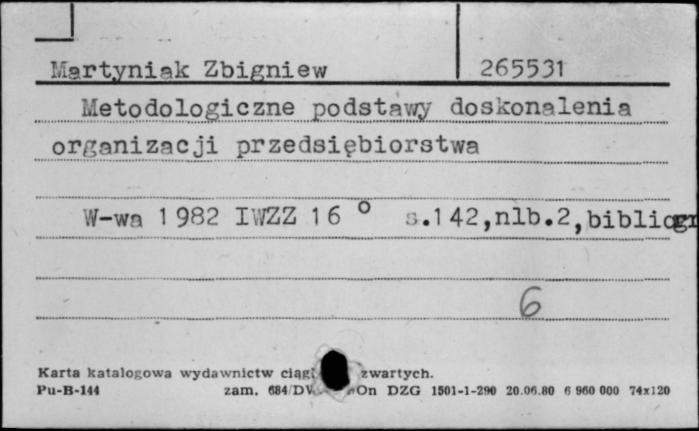 Martyniak Zbigniew 265531
Metodologiczne podstawy doskonalenia
organizacji przedsiębiorstwa
W-wa 1982 IWZZ 16° s.142,nlb.2,bibliogr
6
Karta katalogowa wydawnictw zwartych.
Pu-B-144 zam. 684/DW On DZG 1501-1-290 20.06.80 6 960 000 74x120